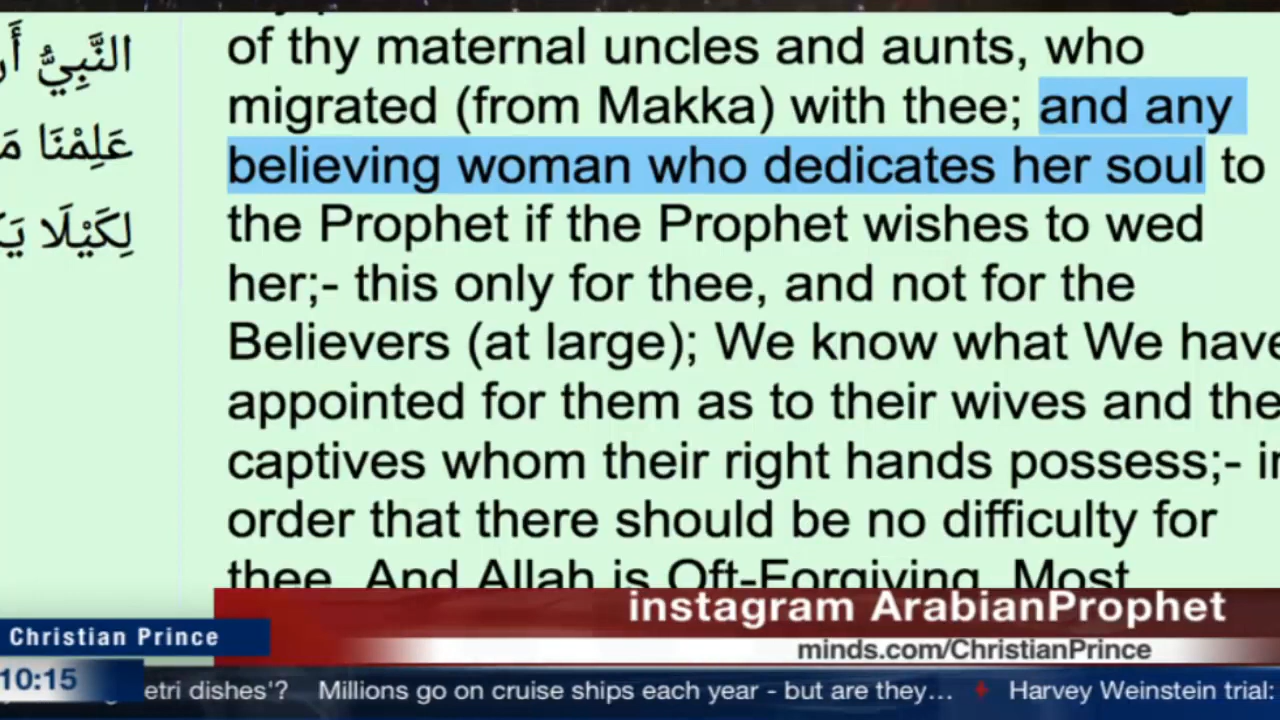 of thy maternal uncles and aunts, who
migrated (from Makka) with thee; and any
believing woman who dedicates her soul to
the Prophet if the Prophet wishes to wed
her;- this only for thee, and not for the
Believers (at large); We know what We have
appointed for them as to their wives and the
captives whom their right hands possess;- in
order that there should be no difficulty for
thee. And Allah is Oft-Forgiving, Most
النَّبِيُّ
عَلِمْنَا
لِكَيْلَا
instagram ArabianProphet
minds.com/ChristianPrince
Christian Prince
10:15
etri dishes'? Millions go on cruise ships each year - but are they... Harvey Weinstein trial: